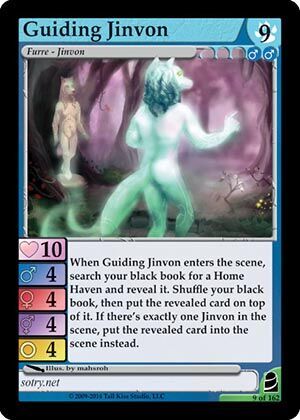 Guiding Jinvon 9
Furre - Jinvon
10
4
4
4
4
When Guiding Jinvon enters the scene,
search your black book for a Home
Haven and reveal it. Shuffle your black
book, then put the revealed card on top
of it. If there's exactly one Jinvon in the
scene, put the revealed card into the
scene instead.
Illus. by mahsroh
sotry.net
© 2009-2016 Tall Kiss Studio, LLC
9 of 162